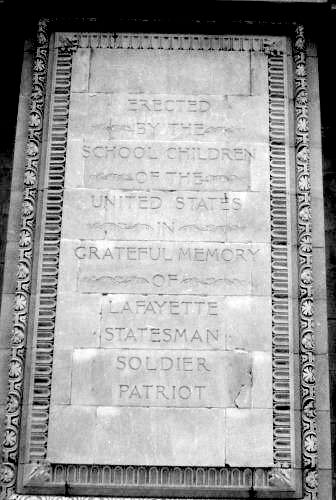 ERECTED
BY THE
SCHOOL CHILDREN
OF THE
UNITED STATES
IN
GRATEFUL MEMORY
OF
LAFAYETTE
STATESMAN
SOLDIER
PATRIOT